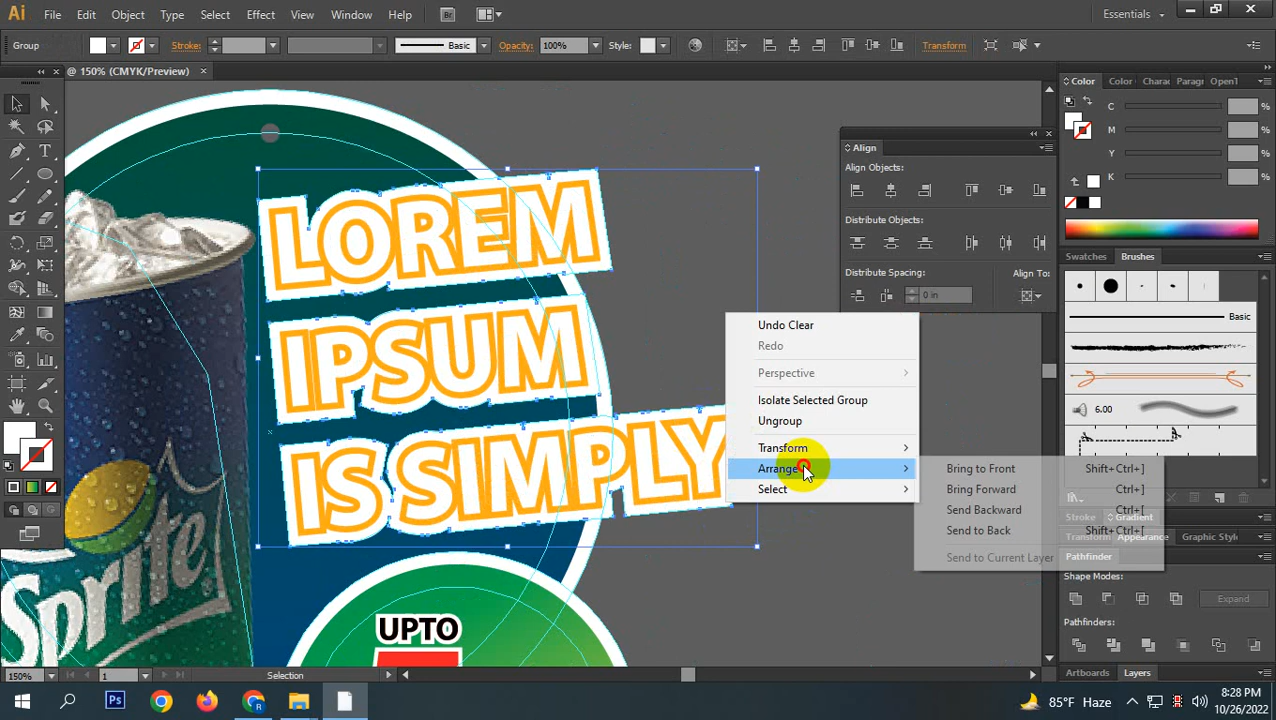 Ai File Edit Object Type Select Effect View Window Help Br Essentials
Group Stroke: Basic Opacity: 100% Style: Transform
@ 150% (CMYK/Preview) ×
Color Color Charac Paragr OpenT
C %
M %
Y %
K %
Align
Align Objects:
Distribute Objects:
Distribute Spacing: Align To:
0 in
Swatches Brushes
Basic
6.00
LOREM
IPSUM
IS SIMPLY
Undo Clear
Redo
Perspective
Isolate Selected Group
Ungroup
Transform
Arrange
Select
Bring to Front Shift+Ctrl+]
Bring Forward Ctrl+]
Send Backward Ctrl+[
Send to Back Shift+Ctrl+[
Send to Current Layer
Stroke Gradient
Transform Appearance Graphic Style
Pathfinder
Shape Modes:
Expand
Pathfinders:
Artboards Layers
Sprite
UPTO
150% 1 Selection
Ps R 85°F Haze 8:28 PM
10/26/2022